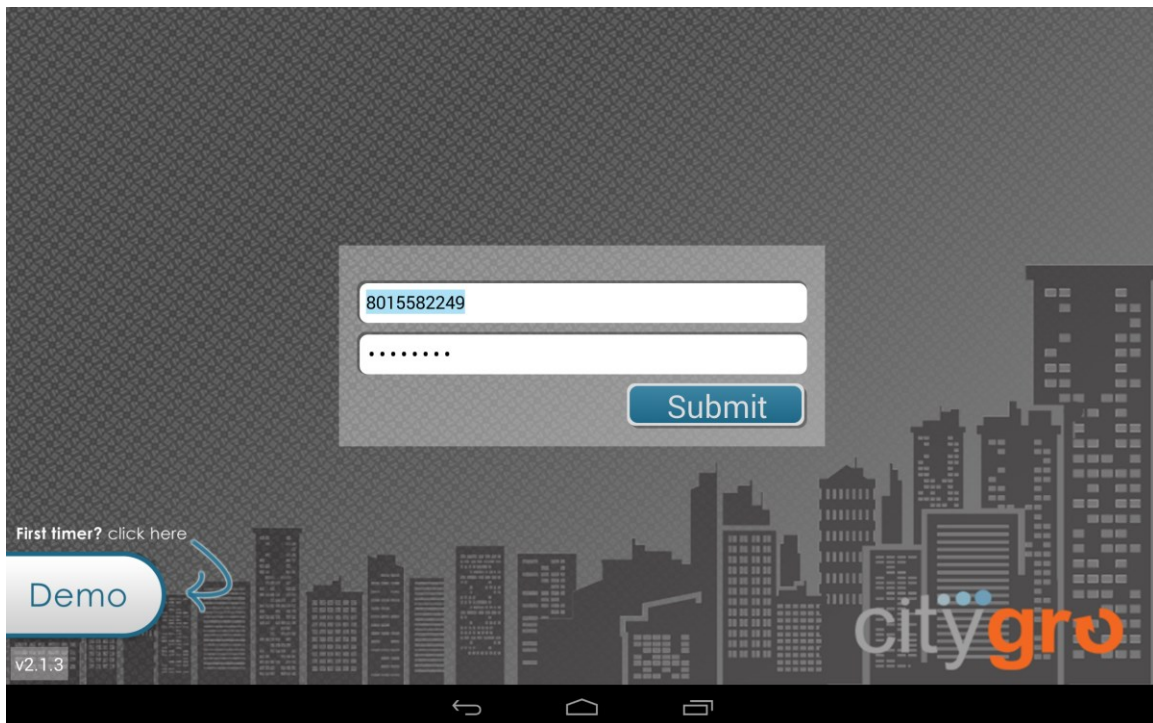 8015582249
••••••••
Submit
First timer? click here
Demo
citygro
v2.1.3